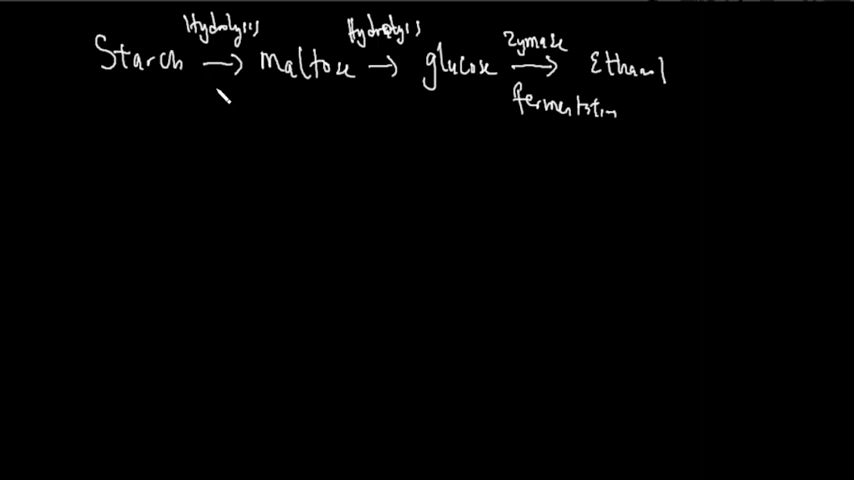 Hydrolysis Hydrolysis Zymase
Starch → maltose → glucose → Ethanol
fermentation